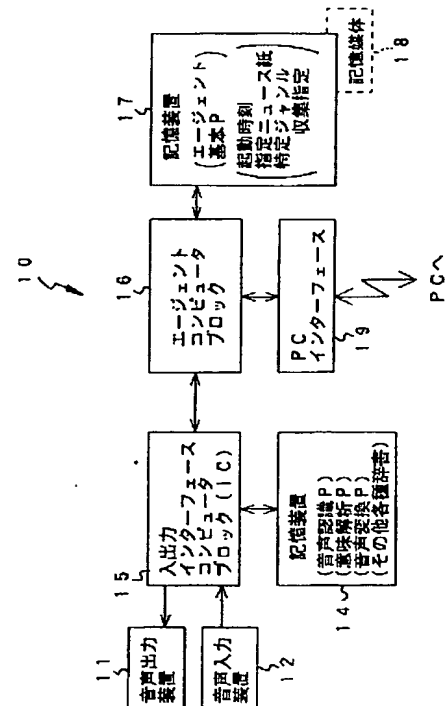 10
11
音声出力
装置
12
音声入力
装置
15
入出力
インターフェース
コンピュータ
ブロック(IC)
14
記憶装置
(音声認識P)
(意味解析P)
(音声変換P)
(その他各種辞書)
16
エージェント
コンピュータ
ブロック
PC
インターフェース
19
PCへ
17
記憶装置
(エージェント)
基本P
起動時刻
指定ニュース紙
特定ジャンル
収集指定
記憶媒体
18